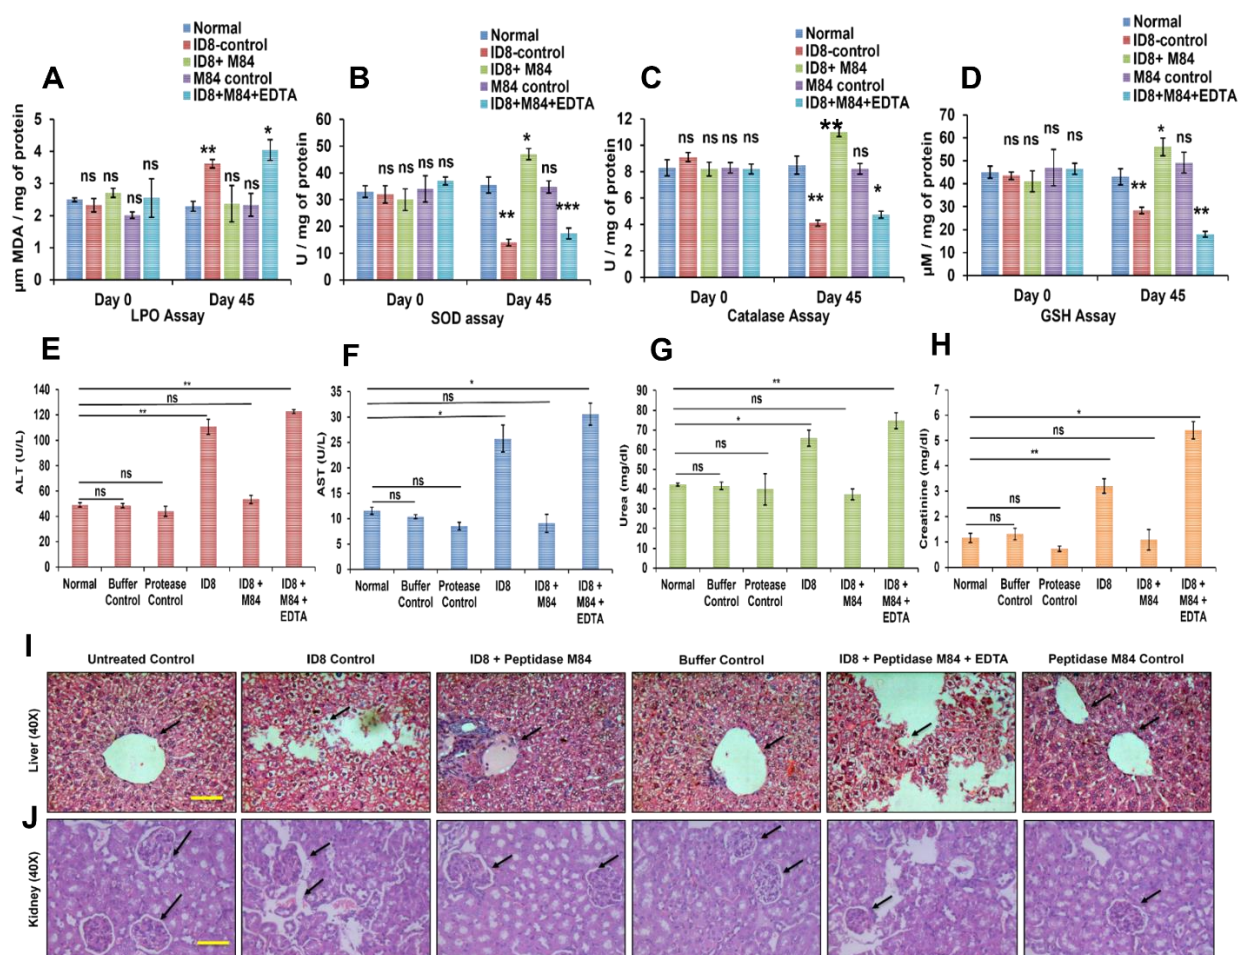 A
Normal
ID8-control
ID8+ M84
M84 control
ID8+M84+EDTA
µm MDA / mg of protein
5
4
3
2
1
0
ns ns ns ns
** ns ns *
Day 0 Day 45
LPO Assay
B
Normal
ID8-control
ID8+ M84
M84 control
ID8+M84+EDTA
U / mg of protein
60
50
40
30
20
10
0
ns ns ns ns
** * ns ***
Day 0 Day 45
SOD assay
C
Normal
ID8-control
ID8+ M84
M84 control
ID8+M84+EDTA
U / mg of protein
12
10
8
6
4
2
0
ns ns ns ns
** ** ns *
Day 0 Day 45
Catalase Assay
D
Normal
ID8-control
ID8+ M84
M84 control
ID8+M84+EDTA
µM / mg of protein
70
60
50
40
30
20
10
0
ns ns ns ns
** * ns **
Day 0 Day 45
GSH Assay
E
ALT (U/L)
140
120
100
80
60
40
20
0
**
ns
**
ns
ns
Normal Buffer Control Protease Control ID8 ID8 + M84 ID8 + M84 + EDTA
F
AST (U/L)
35
30
25
20
15
10
5
0
*
ns
*
ns
ns
Normal Buffer Control Protease Control ID8 ID8 + M84 ID8 + M84 + EDTA
G
Urea (mg/dl)
90
80
70
60
50
40
30
20
10
0
**
ns
*
ns
ns
Normal Buffer Control Protease Control ID8 ID8 + M84 ID8 + M84 + EDTA
H
Creatinine (mg/dl)
7
6
5
4
3
2
1
0
*
ns
**
ns
ns
Normal Buffer Control Protease Control ID8 ID8 + M84 ID8 + M84 + EDTA
I
Untreated Control ID8 Control ID8 + Peptidase M84 Buffer Control ID8 + Peptidase M84 + EDTA Peptidase M84 Control
Liver (40X)
J
Kidney (40X)